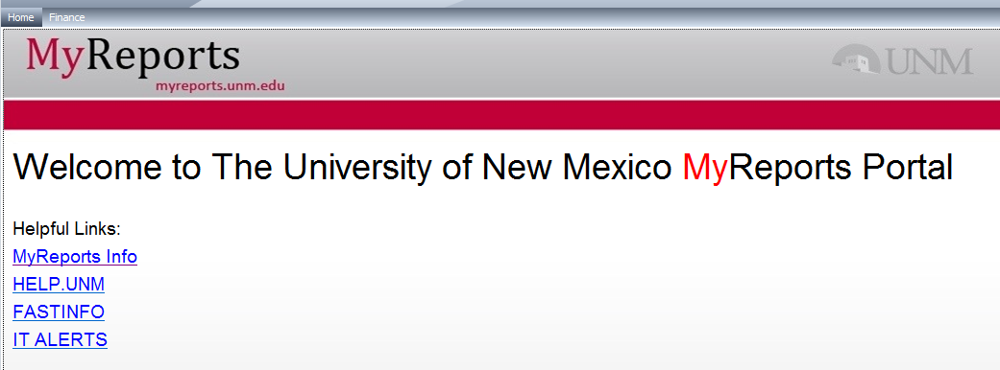 Home Finance
MyReports
myreports.unm.edu
UNM
Welcome to The University of New Mexico MyReports Portal
Helpful Links:
MyReports Info
HELP.UNM
FASTINFO
IT ALERTS